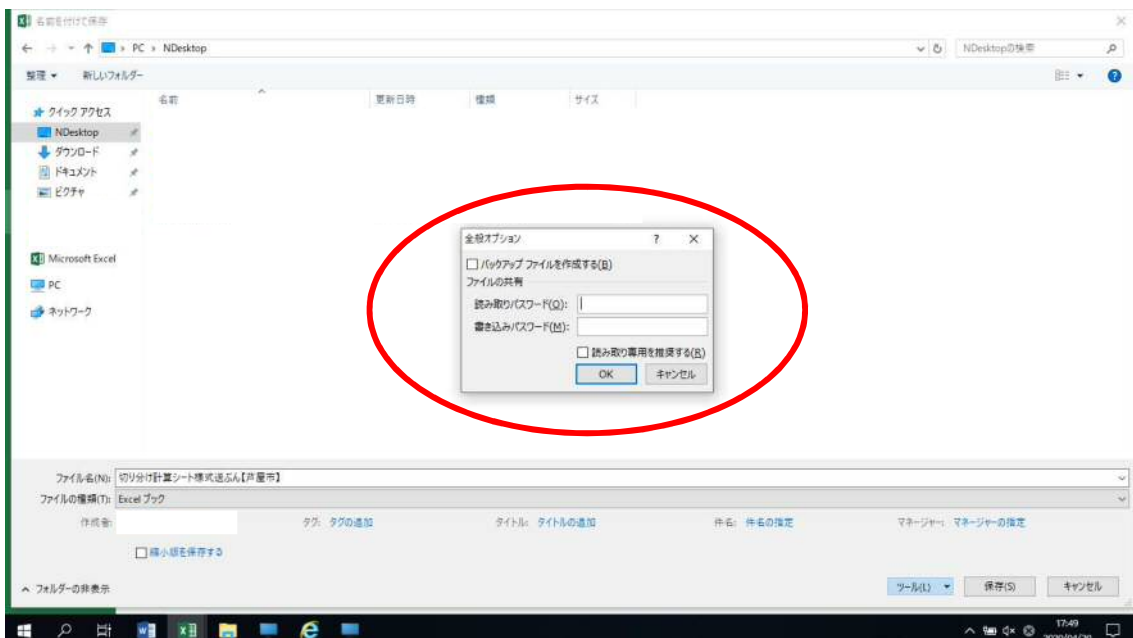 名前を付けて保存
PC › NDesktop
NDesktopの検索
整理
新しいフォルダー
名前
更新日時
種類
サイズ
クイック アクセス
NDesktop
ダウンロード
ドキュメント
ピクチャ
Microsoft Excel
PC
ネットワーク
全般オプション
バックアップ ファイルを作成する(B)
ファイルの共有
読み取りパスワード(O):
書き込みパスワード(M):
読み取り専用を推奨する(R)
OK
キャンセル
ファイル名(N): 切り分け計算シート様式送ぶん【芦屋市】
ファイルの種類(T): Excel ブック
作成者:
タグ: タグの追加
タイトル: タイトルの追加
件名: 件名の指定
マネージャー: マネージャーの指定
縮小版を保存する
フォルダーの非表示
ツール(L)
保存(S)
キャンセル
17:49